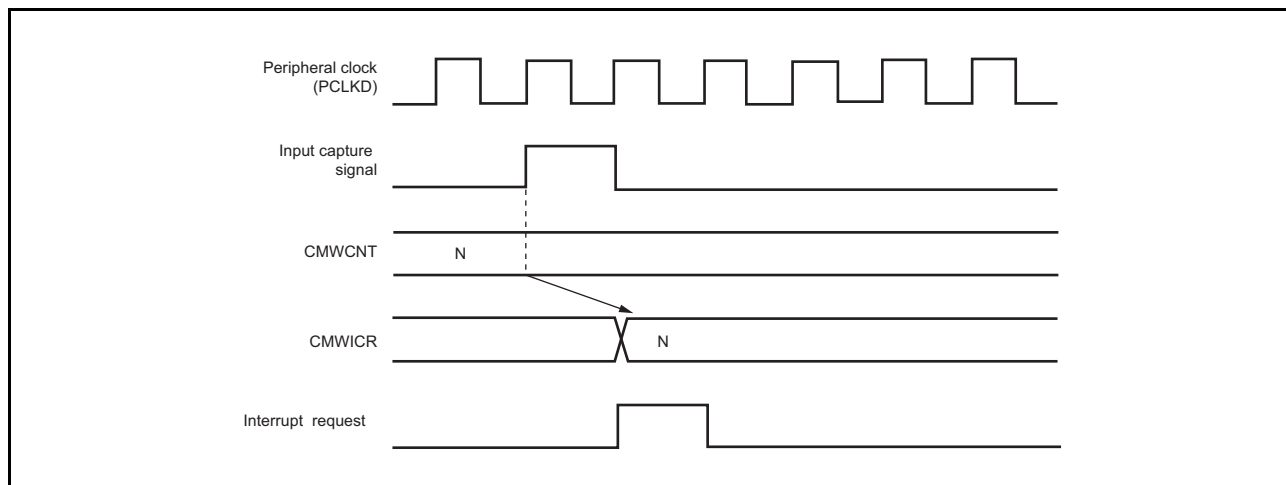 Peripheral clock
(PCLKD)
Input capture
signal
CMWCNT
N
CMWICR
N
Interrupt request